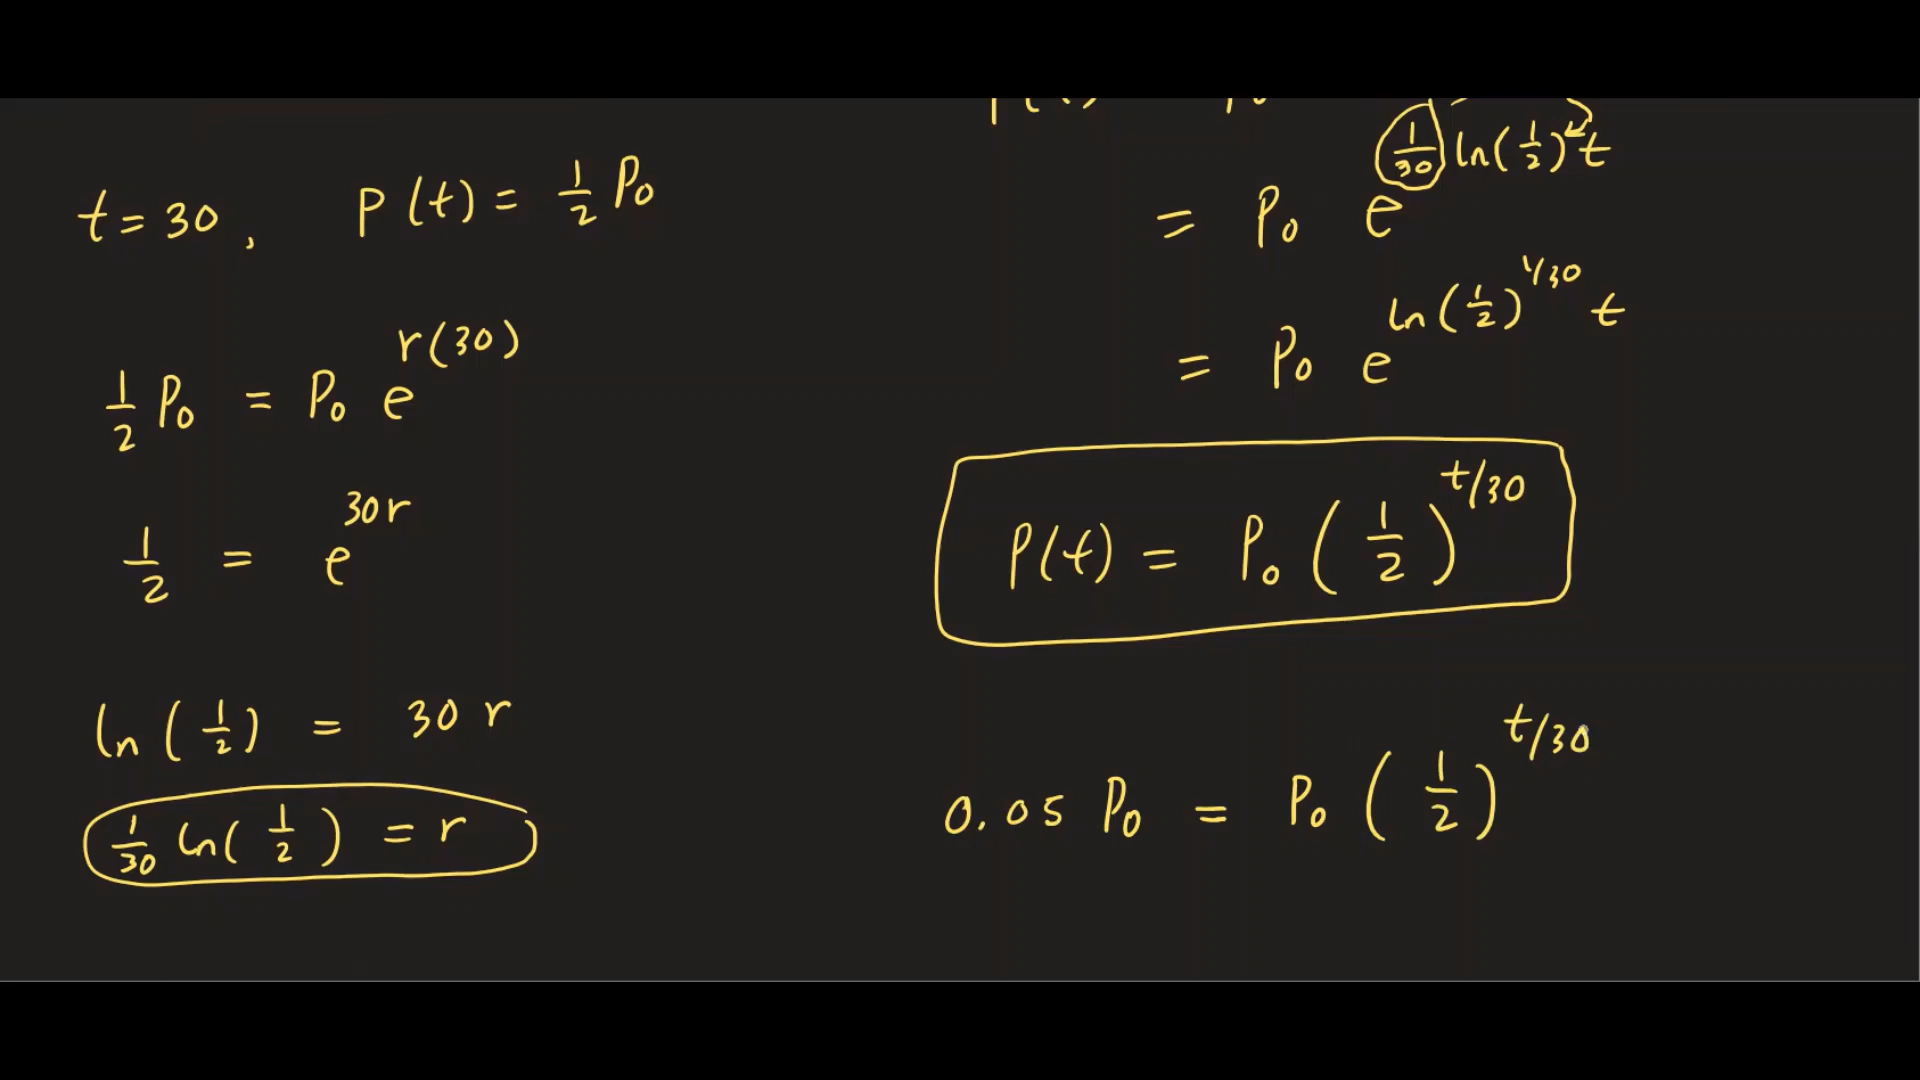 t = 30 , P(t) = 1/2 P₀
1/2 P₀ = P₀ e^{r(30)}
1/2 = e^{30r}
ln(1/2) = 30 r
1/30 ln(1/2) = r
= P₀ e^{1/30 ln(1/2) t}
= P₀ e^{ln(1/2)^{1/30} t}
P(t) = P₀ (1/2)^{t/30}
0.05 P₀ = P₀ (1/2)^{t/30}